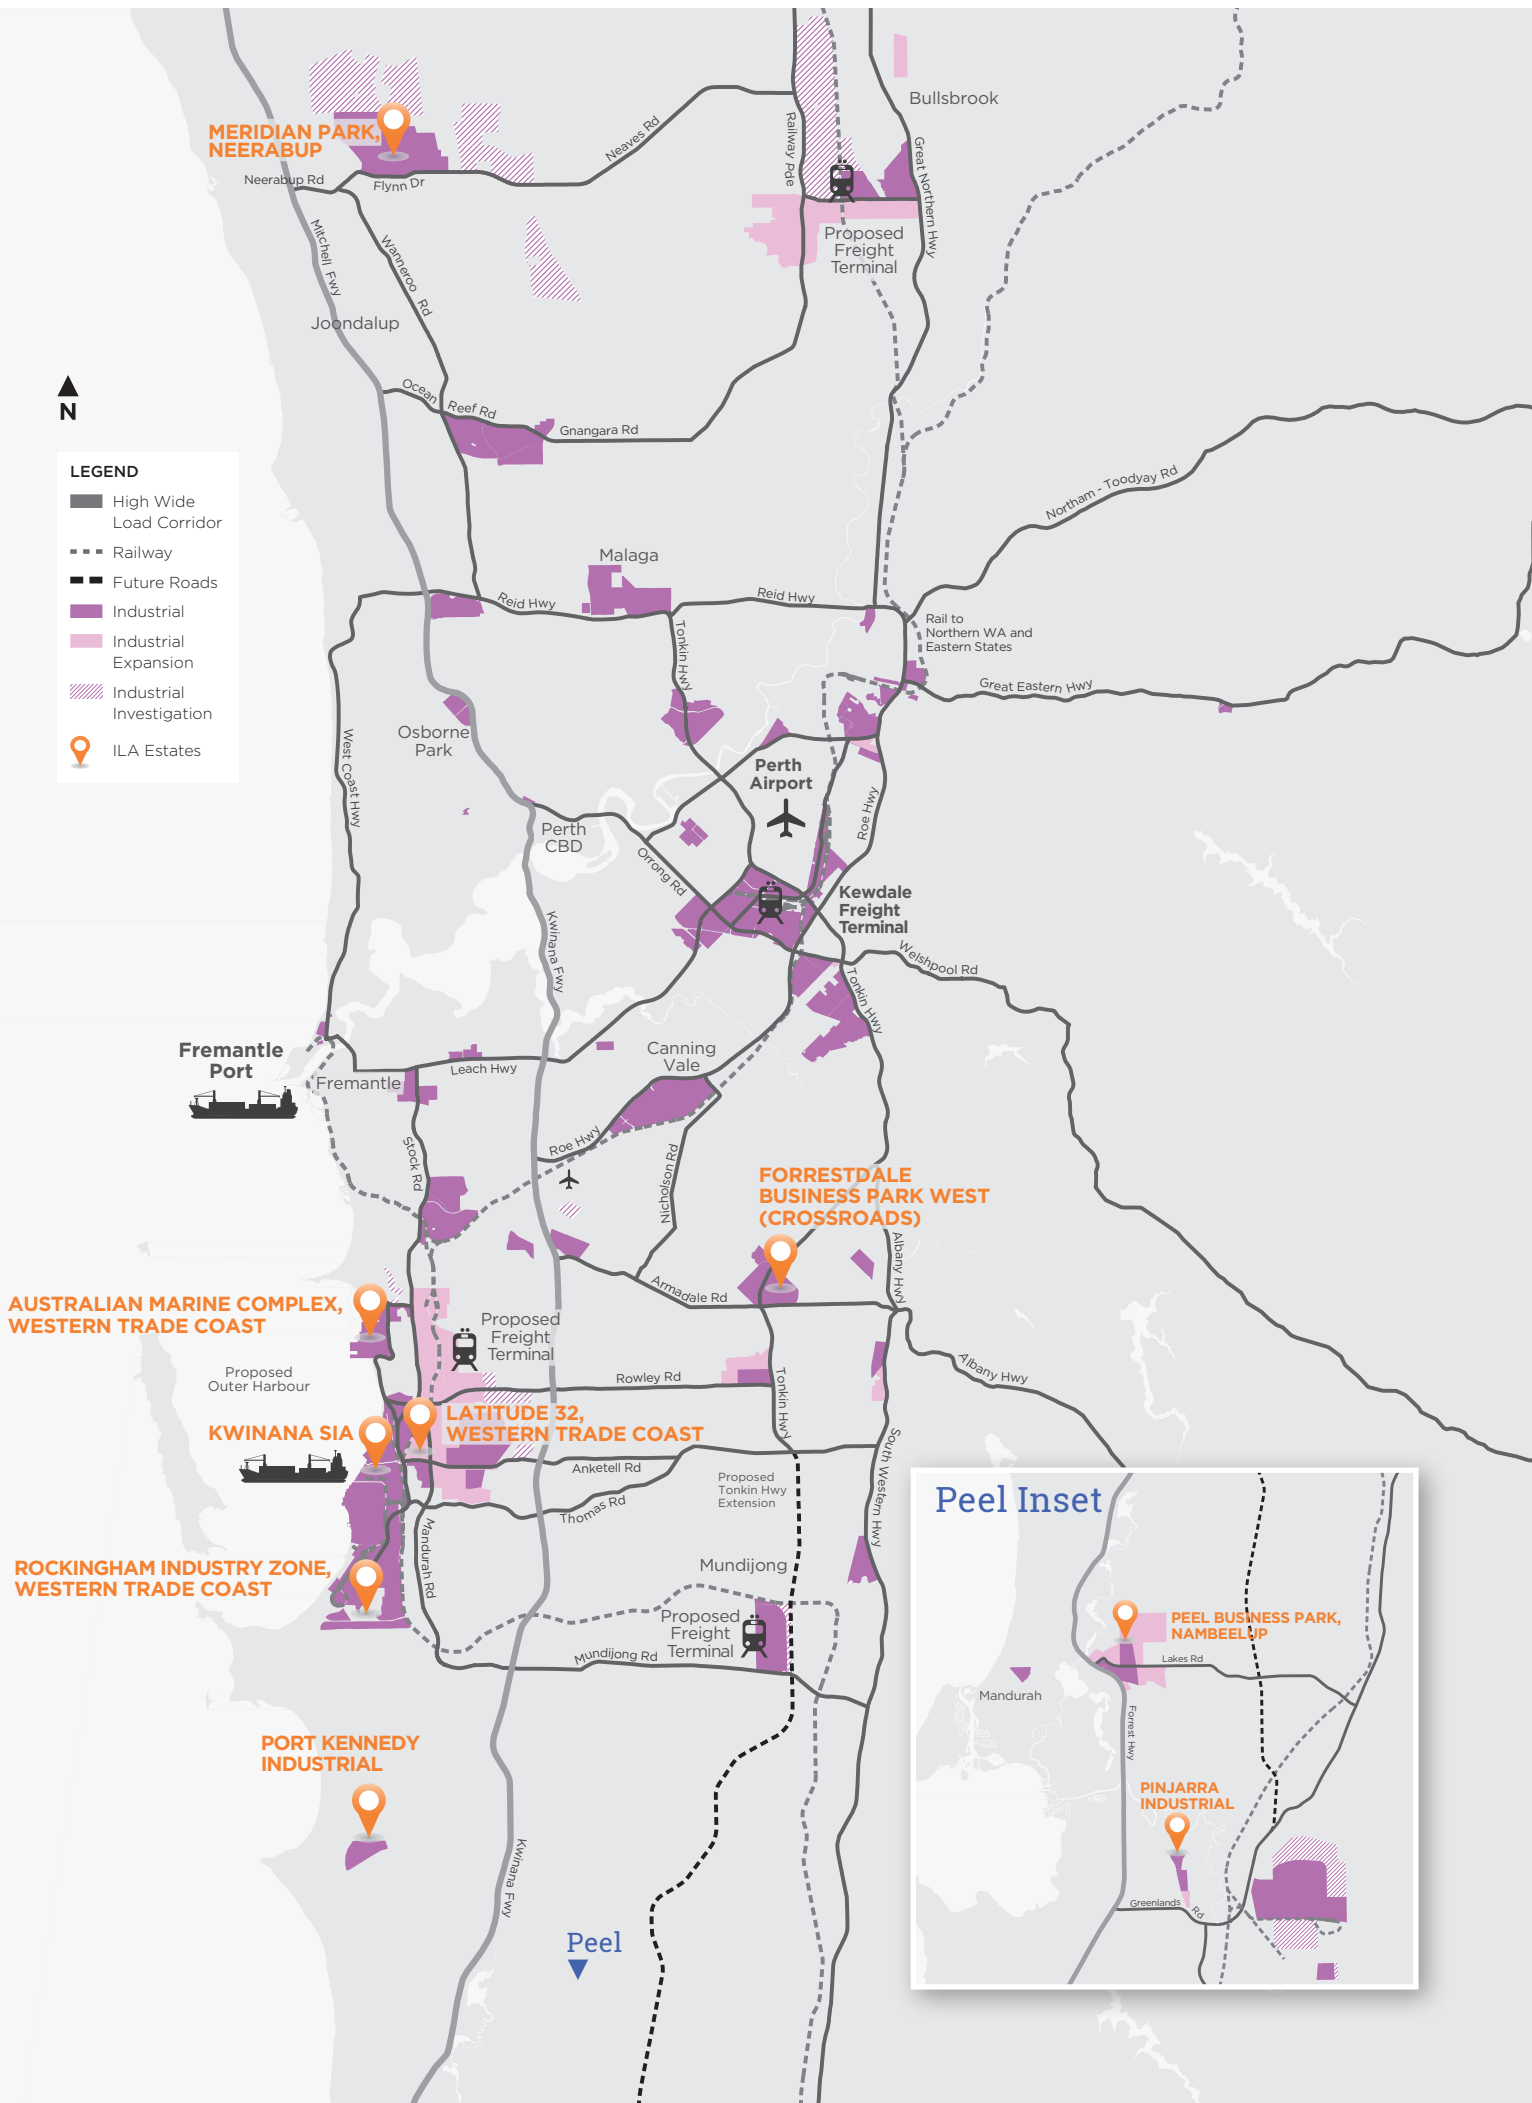 Bullsbrook
MERIDIAN PARK,
NEERABUP
Neaves Rd
Railway Pde
Great Northern Hwy
Neerabup Rd
Flynn Dr
Mitchell Fwy
Wanneroo Rd
Proposed
Freight
Terminal
Joondalup
N
Ocean Reef Rd
Gnangara Rd
LEGEND
High Wide
Load Corridor
Railway
Future Roads
Industrial
Industrial
Expansion
Industrial
Investigation
ILA Estates
Northam - Toodyay Rd
Malaga
Reid Hwy
Reid Hwy
Tonkin Hwy
Rail to
Northern WA and
Eastern States
Great Eastern Hwy
Osborne
Park
West Coast Hwy
Perth
Airport
Roe Hwy
Perth
CBD
Orrong Rd
Kewdale
Freight
Terminal
Kwinana Fwy
Welshpool Rd
Tonkin Hwy
Fremantle
Port
Canning
Vale
Leach Hwy
Fremantle
Stock Rd
Roe Hwy
Nicholson Rd
FORRESTDALE
BUSINESS PARK WEST
(CROSSROADS)
Albany Hwy
Armadale Rd
AUSTRALIAN MARINE COMPLEX,
WESTERN TRADE COAST
Proposed
Freight
Terminal
Proposed
Outer Harbour
Rowley Rd
Albany Hwy
Tonkin Hwy
LATITUDE 32,
WESTERN TRADE COAST
KWINANA SIA
South Western Hwy
Anketell Rd
Proposed
Tonkin Hwy
Extension
Thomas Rd
Mandurah Rd
Peel Inset
ROCKINGHAM INDUSTRY ZONE,
WESTERN TRADE COAST
Mundijong
Proposed
Freight
Terminal
Mundijong Rd
PEEL BUSINESS PARK,
NAMBEELUP
Lakes Rd
Mandurah
Forrest Hwy
PORT KENNEDY
INDUSTRIAL
PINJARRA
INDUSTRIAL
Kwinana Fwy
Greenlands Rd
Peel